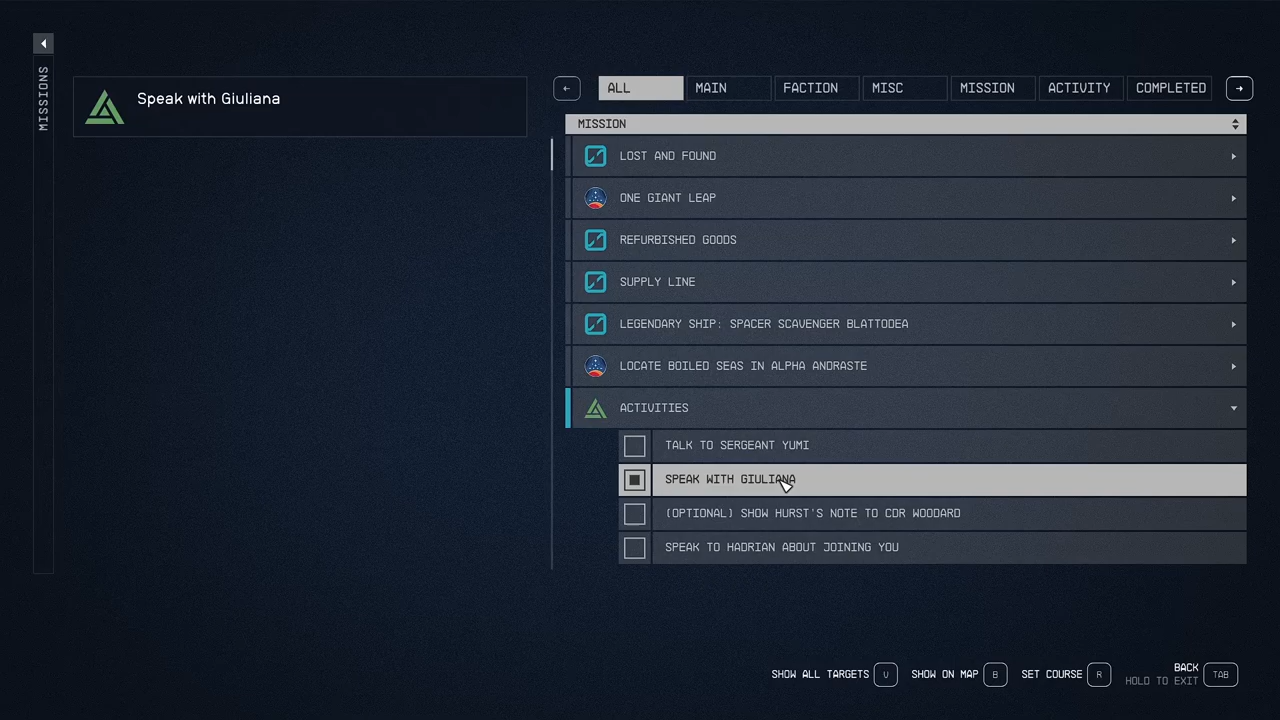 MISSIONS
Speak with Giuliana
ALL
MAIN
FACTION
MISC
MISSION
ACTIVITY
COMPLETED
MISSION
LOST AND FOUND
ONE GIANT LEAP
REFURBISHED GOODS
SUPPLY LINE
LEGENDARY SHIP: SPACER SCAVENGER BLATTODEA
LOCATE BOILED SEAS IN ALPHA ANDRASTE
ACTIVITIES
TALK TO SERGEANT YUMI
SPEAK WITH GIULIANA
(OPTIONAL) SHOW HURST'S NOTE TO CDR WOODARD
SPEAK TO HADRIAN ABOUT JOINING YOU
SHOW ALL TARGETS V
SHOW ON MAP B
SET COURSE R
BACK
HOLD TO EXIT
TAB